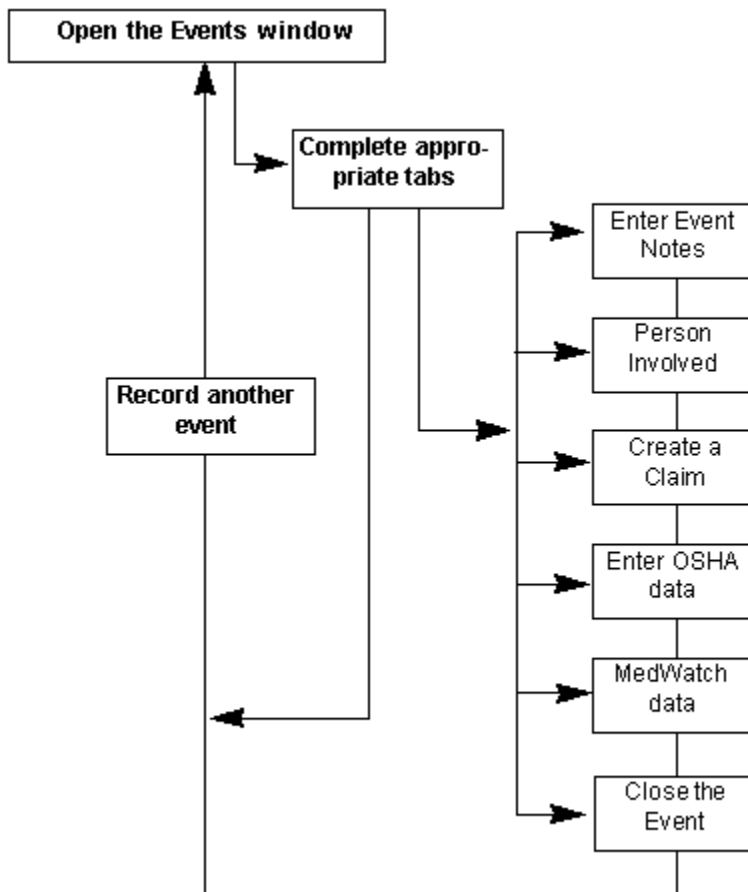 Open the Events window
Complete appro-
priate tabs
Enter Event
Notes
Person
Involved
Record another
event
Create a
Claim
Enter OSHA
data
MedWatch
data
Close the
Event